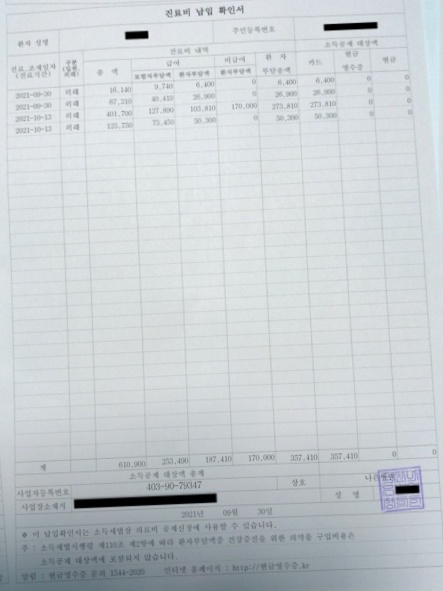 진료비 납입 확인서
환자 성명 주민등록번호
진료비 내역 소득공제 대상액
진료.조제일자 (진료기간) 구분 (입원, 외래) 총 액 급여 비급여 환 자 부담총액 카드 현금영수증 현금
보험자부담액 환자부담액 환자부담액
2021-09-30 외래 16,140 9,740 6,400 0 6,400 6,400 0 0
2021-09-30 외래 67,310 40,410 26,900 0 26,900 26,900 0 0
2021-10-13 외래 401,700 127,890 103,810 170,000 273,810 273,810 0 0
2021-10-13 외래 125,750 75,450 50,300 0 50,300 50,300 0 0
계 610,900 253,490 187,410 170,000 357,410 357,410 0 0
소득공제 대상액 총계
사업자등록번호 403-90-79347 상호
사업장소재지 성 명
2021년 09월 30일
※ 이 납입확인서는 소득세법상 의료비 공제신청에 사용할 수 있습니다.
주 : 소득세법시행령 제110조 제2항에 따라 환자부담액중 건강증진을 위한 의약품 구입비용은
소득공제 대상액에 포함되지 않습니다.
알림 : 현금영수증 문의 1544-2020 인터넷 홈페이지 : http://현금영수증.kr